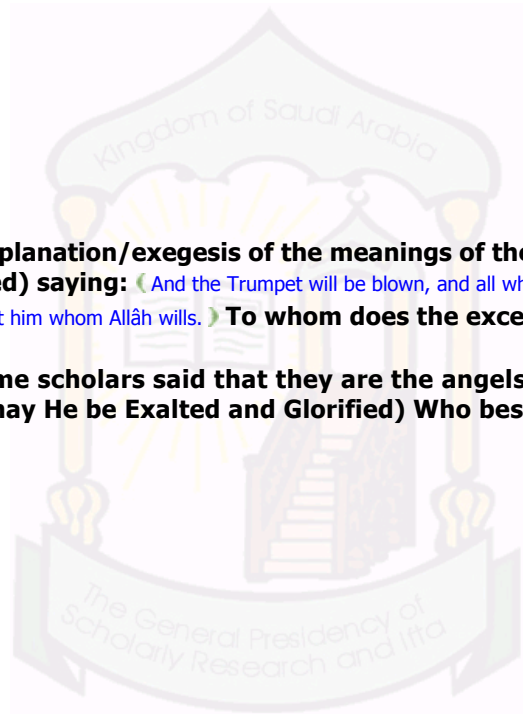 Kingdom of Saudi Arabia
planation/exegesis of the meanings of the
ed) saying: ﴾And the Trumpet will be blown, and all wh
t him whom Allâh wills.﴿ To whom does the exce
me scholars said that they are the angels
nay He be Exalted and Glorified) Who bes
The General Presidency of
Scholarly Research and Ifta